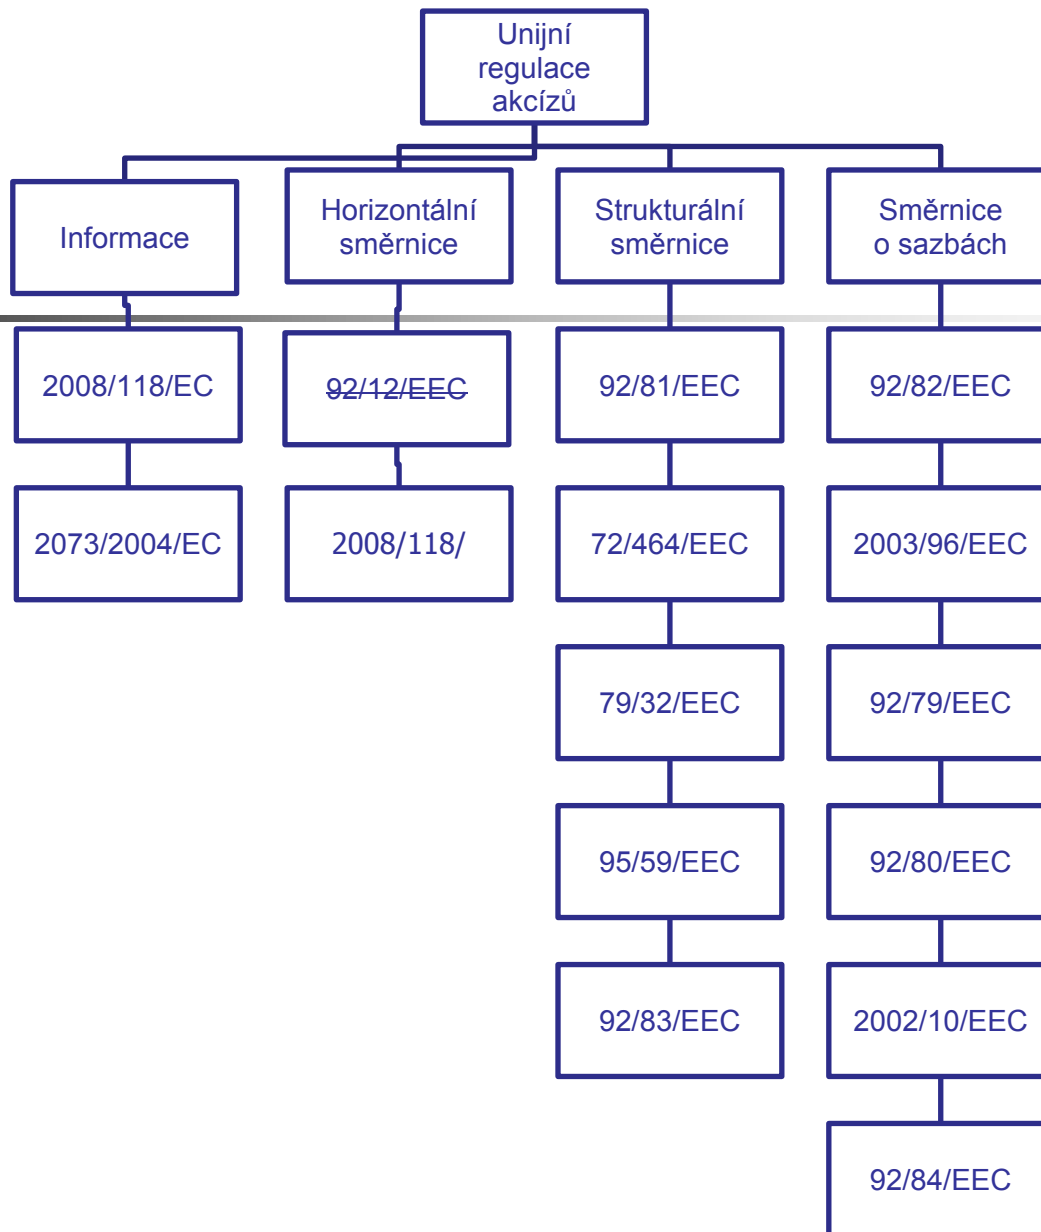 Unijní
regulace
akcízů
Informace
Horizontální
směrnice
Strukturální
směrnice
Směrnice
o sazbách
2008/118/EC
92/12/EEC
92/81/EEC
92/82/EEC
2073/2004/EC
2008/118/
72/464/EEC
2003/96/EEC
79/32/EEC
92/79/EEC
95/59/EEC
92/80/EEC
92/83/EEC
2002/10/EEC
92/84/EEC